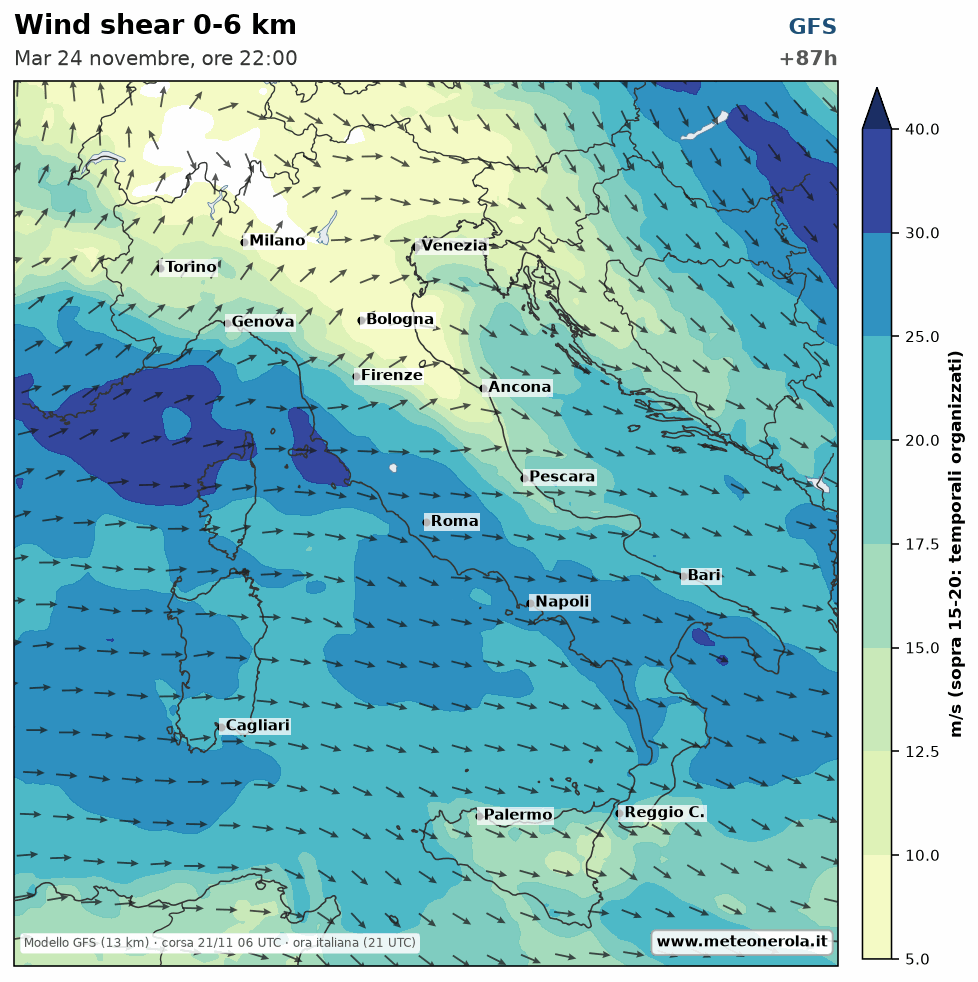 Wind shear 0-6 km
GFS
Mar 24 novembre, ore 22:00
+87h
40.0
30.0
25.0
20.0
17.5
15.0
12.5
10.0
5.0
m/s (sopra 15-20: temporali organizzati)
Milano
Venezia
Torino
Genova
Bologna
Firenze
Ancona
Pescara
Roma
Bari
Napoli
Cagliari
Palermo
Reggio C.
Modello GFS (13 km) · corsa 21/11 06 UTC · ora italiana (21 UTC)
www.meteonerola.it